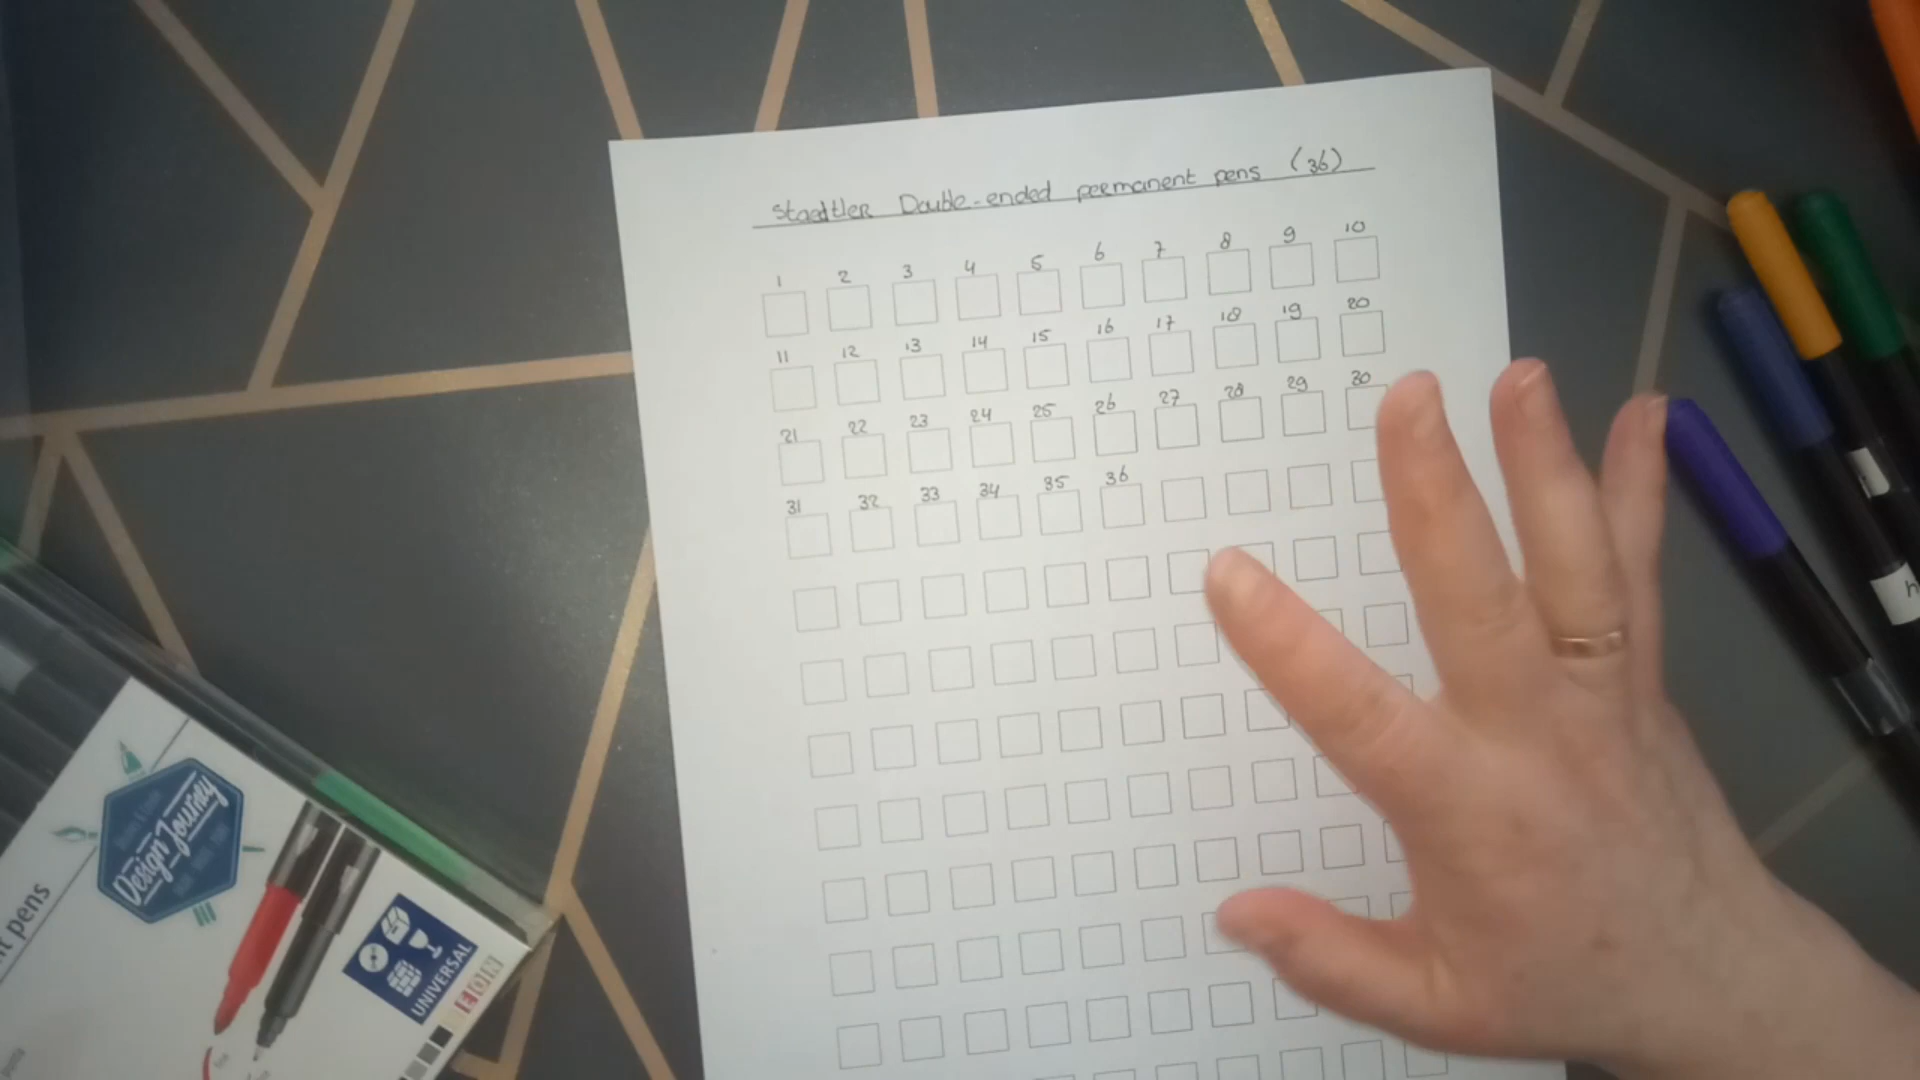 Staedtler Double-ended peemanent pens (36)
1 2 3 4 5 6 7 8 9 10
11 12 13 14 15 16 17 18 19 20
21 22 23 24 25 26 27 28 29 30
31 32 33 34 35 36
pens
Design Journey
UNIVERSAL
h